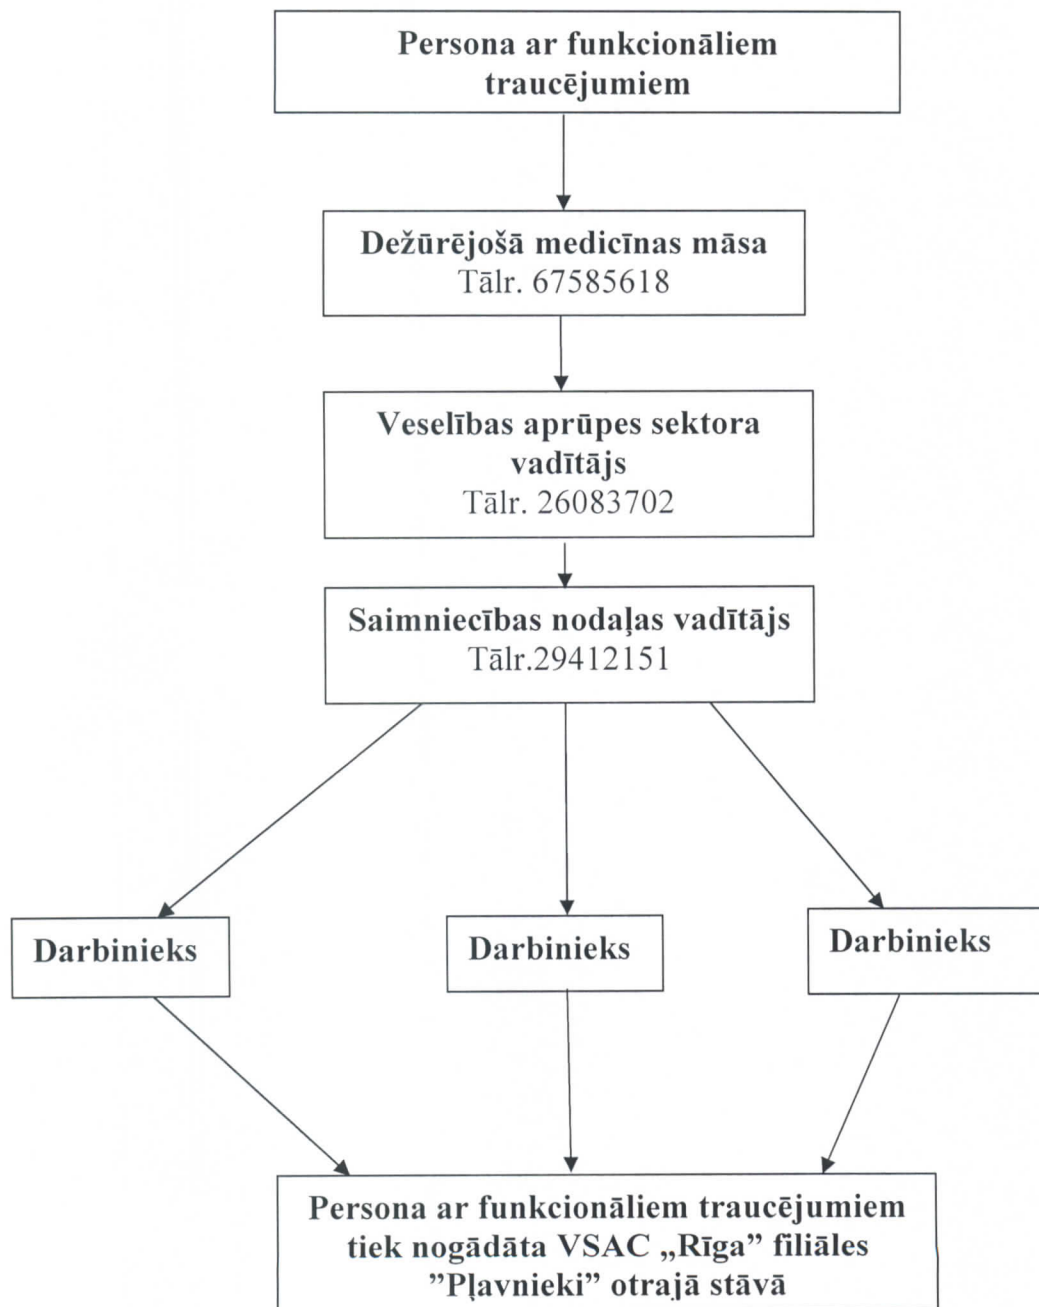 Persona ar funkcionāliem
traucējumiem
Dežūrējošā medicīnas māsa
Tālr. 67585618
Veselības aprūpes sektora
vadītājs
Tālr. 26083702
Saimniecības nodaļas vadītājs
Tālr.29412151
Darbinieks
Darbinieks
Darbinieks
Persona ar funkcionāliem traucējumiem
tiek nogādāta VSAC „Rīga” filiāles
”Pļavnieki” otrajā stāvā